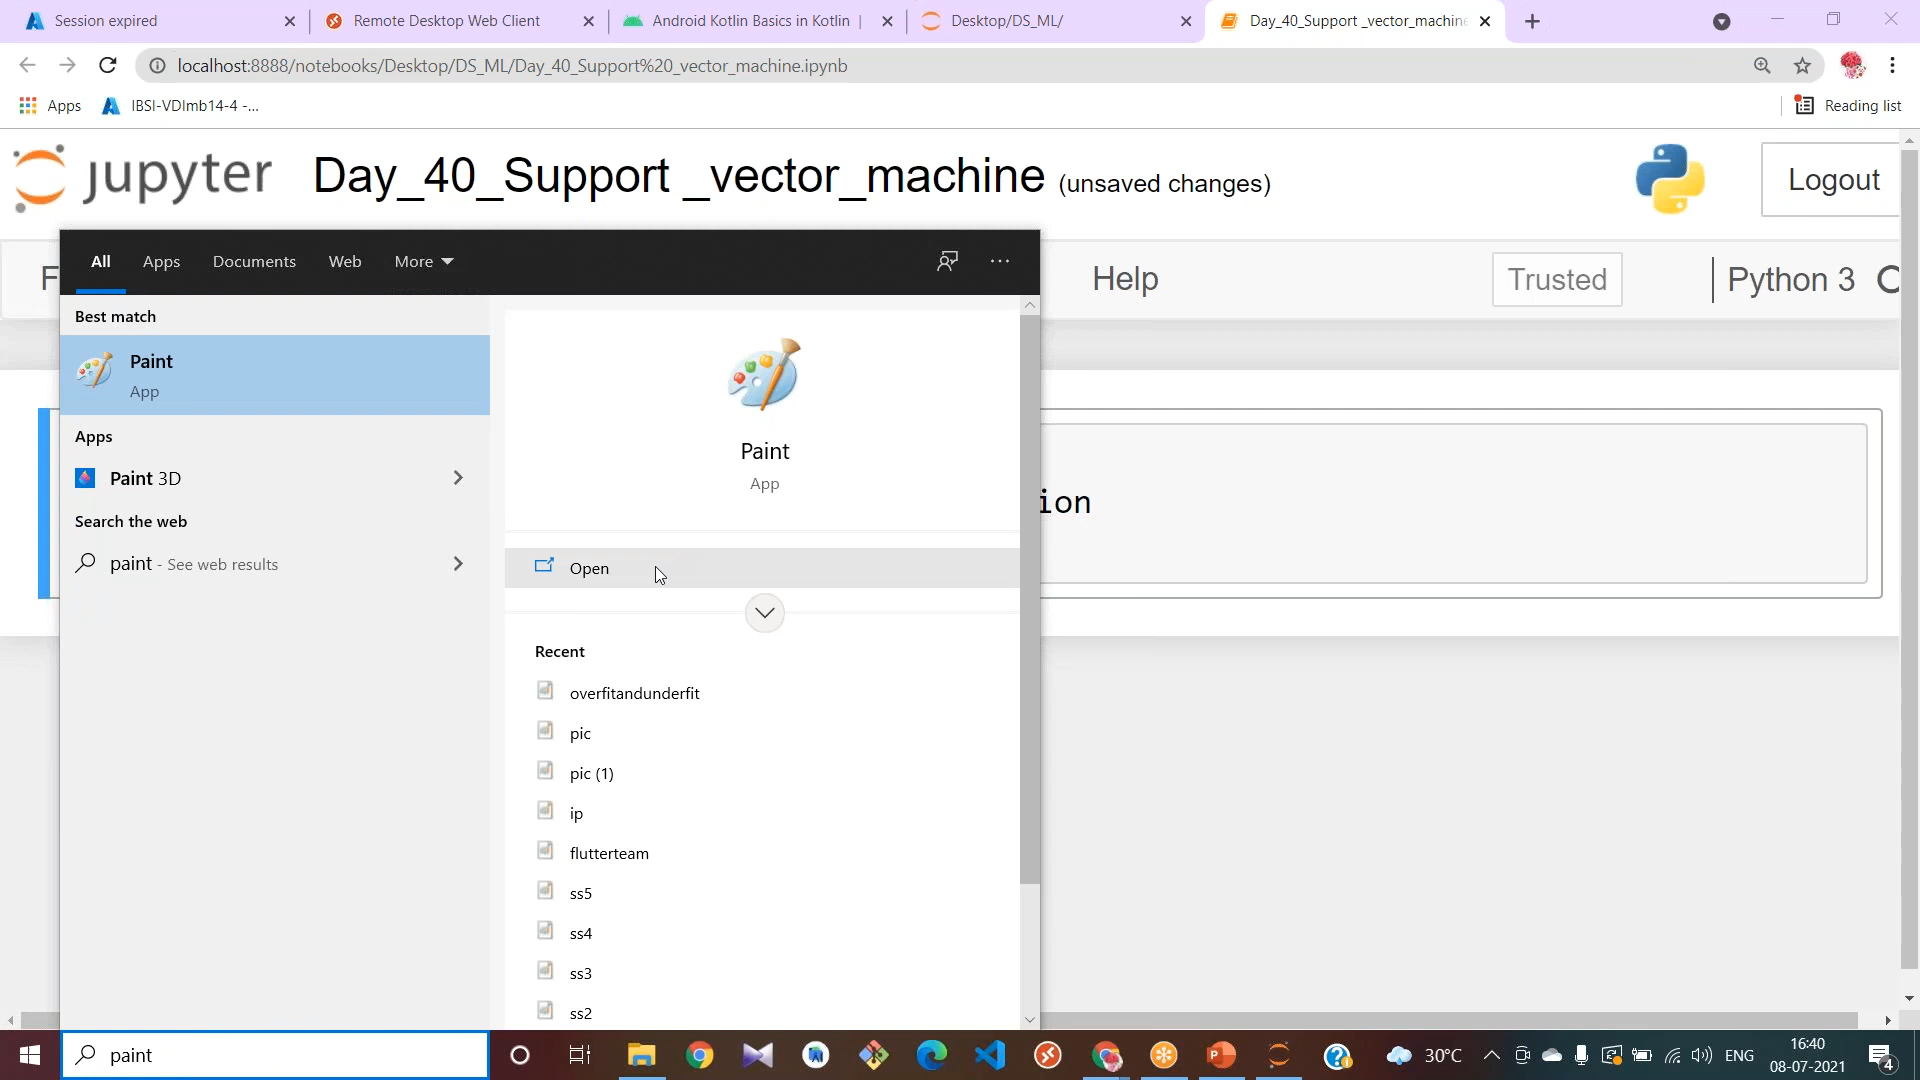 Session expired
Remote Desktop Web Client
Android Kotlin Basics in Kotlin |
Desktop/DS_ML/
Day_40_Support _vector_machine
localhost:8888/notebooks/Desktop/DS_ML/Day_40_Support%20_vector_machine.ipynb
Apps
IBSI-VDImb14-4 -...
Reading list
jupyter
Day_40_Support _vector_machine (unsaved changes)
Logout
F
Help
Trusted
Python 3
All
Apps
Documents
Web
More
Best match
Paint
App
Apps
Paint 3D
Search the web
paint - See web results
Paint
App
Open
Recent
overfitandunderfit
pic
pic (1)
ip
flutterteam
ss5
ss4
ss3
ss2
ion
paint
30°C
ENG
16:40
08-07-2021
4